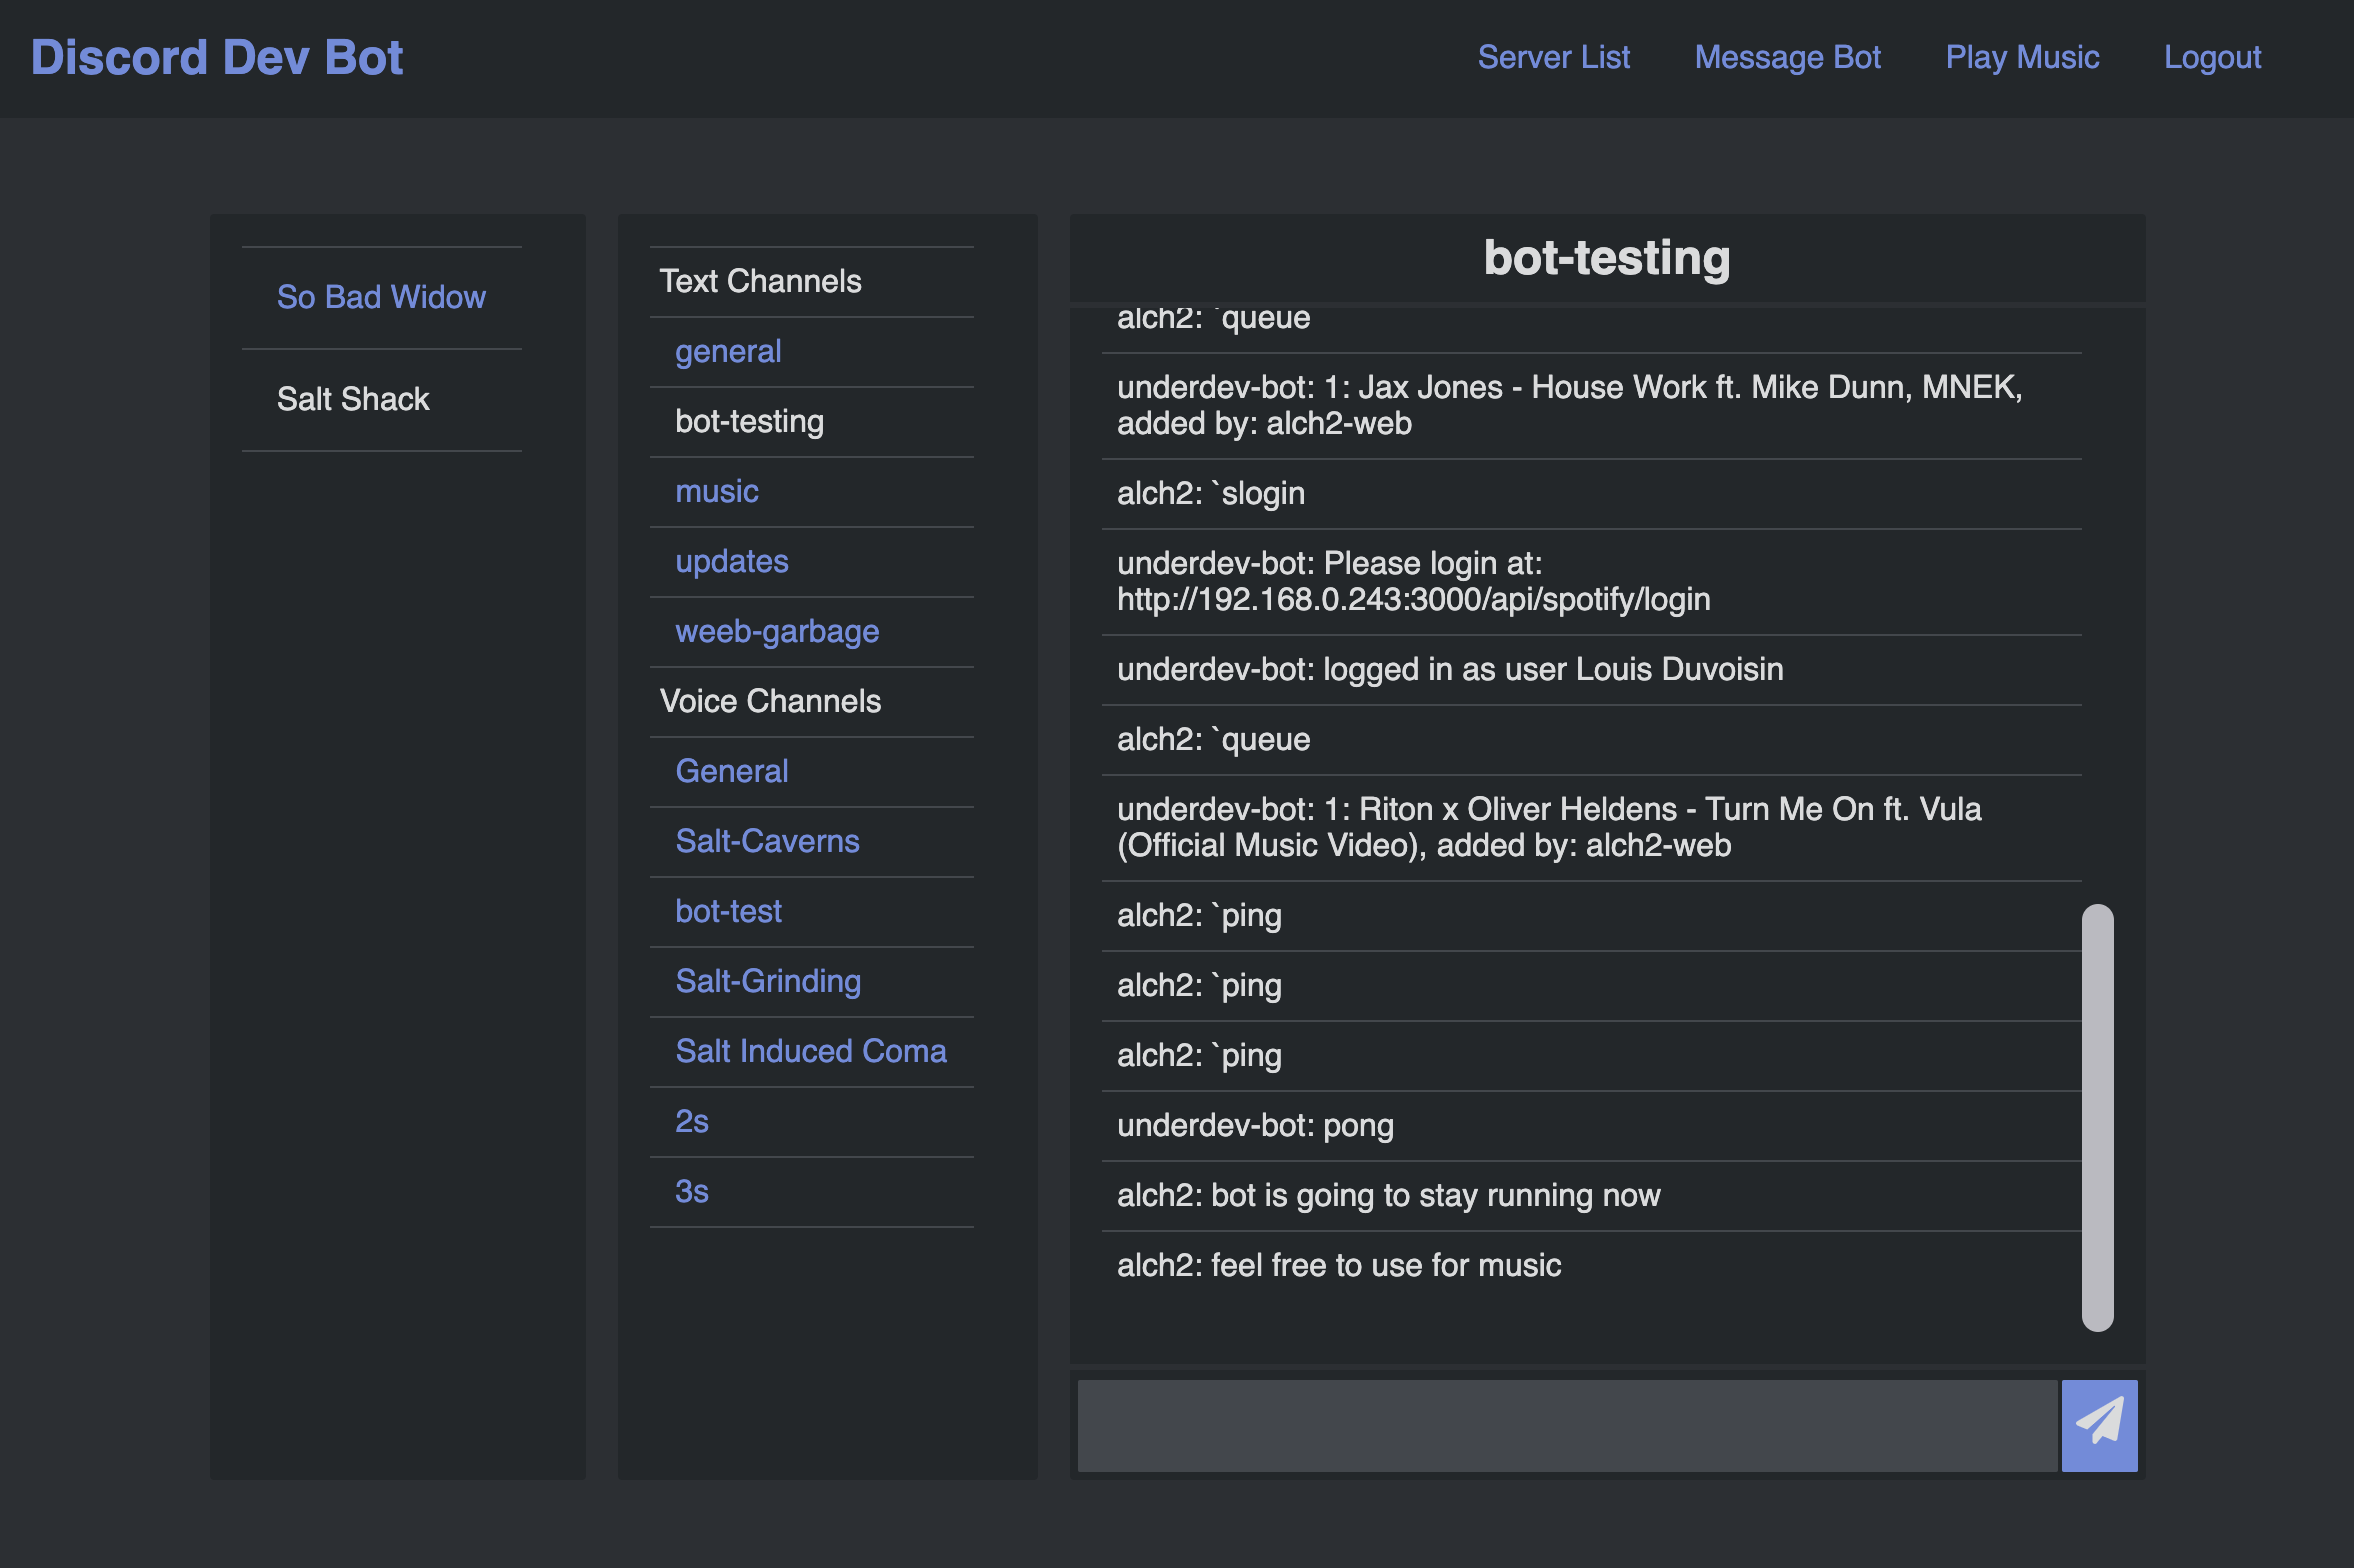 Discord Dev Bot
Server List
Message Bot
Play Music
Logout
So Bad Widow
Salt Shack
Text Channels
general
bot-testing
music
updates
weeb-garbage
Voice Channels
General
Salt-Caverns
bot-test
Salt-Grinding
Salt Induced Coma
2s
3s
bot-testing
alch2: `queue
underdev-bot: 1: Jax Jones - House Work ft. Mike Dunn, MNEK,
added by: alch2-web
alch2: `slogin
underdev-bot: Please login at:
http://192.168.0.243:3000/api/spotify/login
underdev-bot: logged in as user Louis Duvoisin
alch2: `queue
underdev-bot: 1: Riton x Oliver Heldens - Turn Me On ft. Vula
(Official Music Video), added by: alch2-web
alch2: `ping
alch2: `ping
alch2: `ping
underdev-bot: pong
alch2: bot is going to stay running now
alch2: feel free to use for music